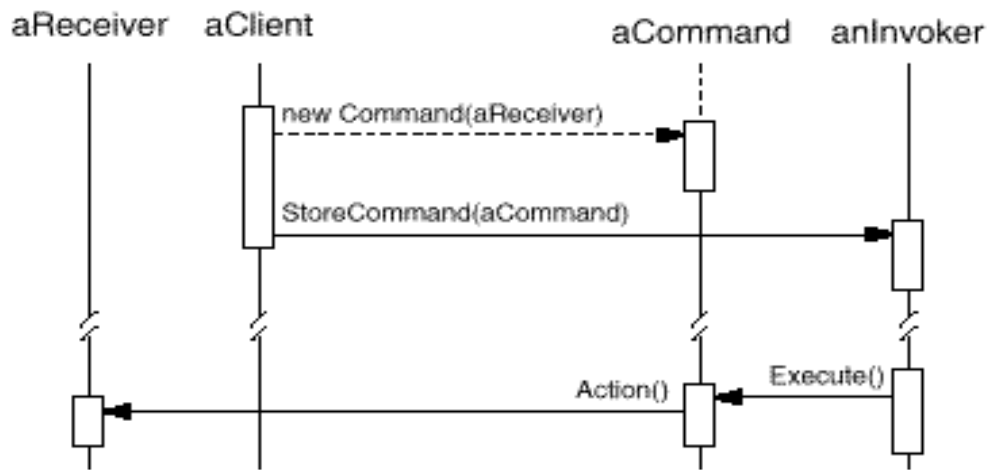 aReceiver
aClient
aCommand
anInvoker
new Command(aReceiver)
StoreCommand(aCommand)
Action()
Execute()